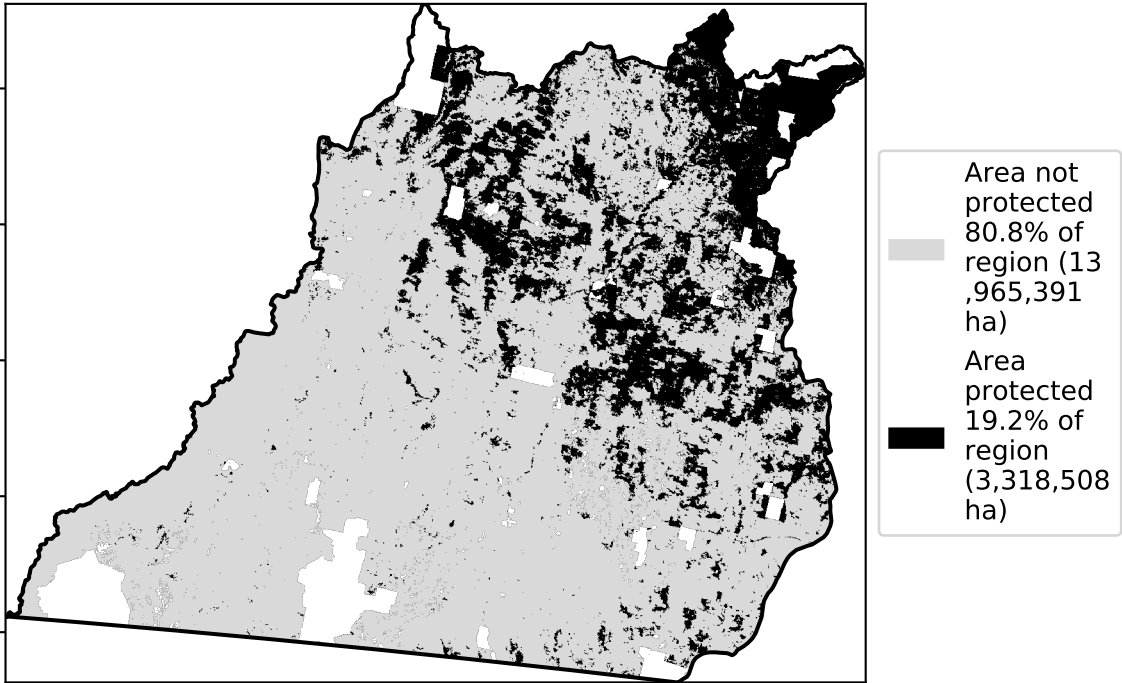 Area not
protected
80.8% of
region (13
,965,391
ha)
Area
protected
19.2% of
region
(3,318,508
ha)